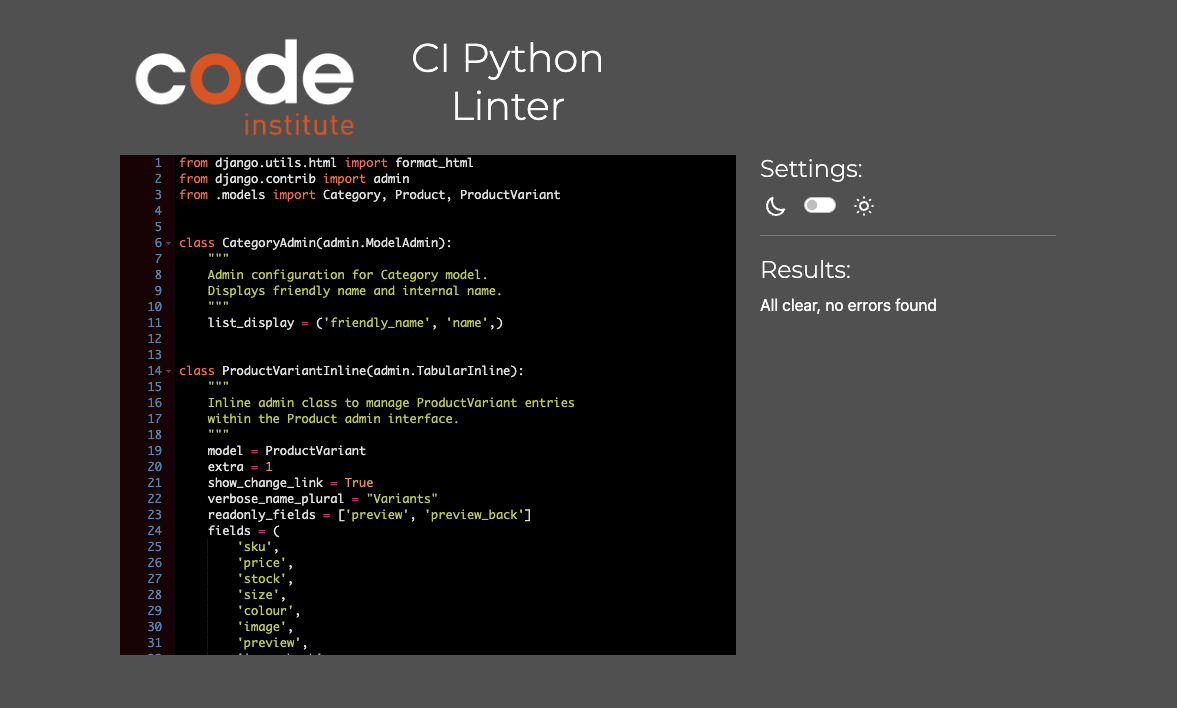 code
institute
CI Python
Linter
1 from django.utils.html import format_html
2 from django.contrib import admin
3 from .models import Category, Product, ProductVariant
4
5
6 class CategoryAdmin(admin.ModelAdmin):
7     """
8     Admin configuration for Category model.
9     Displays friendly name and internal name.
10     """
11     list_display = ('friendly_name', 'name',)
12
13
14 class ProductVariantInline(admin.TabularInline):
15     """
16     Inline admin class to manage ProductVariant entries
17     within the Product admin interface.
18     """
19     model = ProductVariant
20     extra = 1
21     show_change_link = True
22     verbose_name_plural = "Variants"
23     readonly_fields = ['preview', 'preview_back']
24     fields = (
25         'sku',
26         'price',
27         'stock',
28         'size',
29         'colour',
30         'image',
31         'preview',
Settings:
Results:
All clear, no errors found